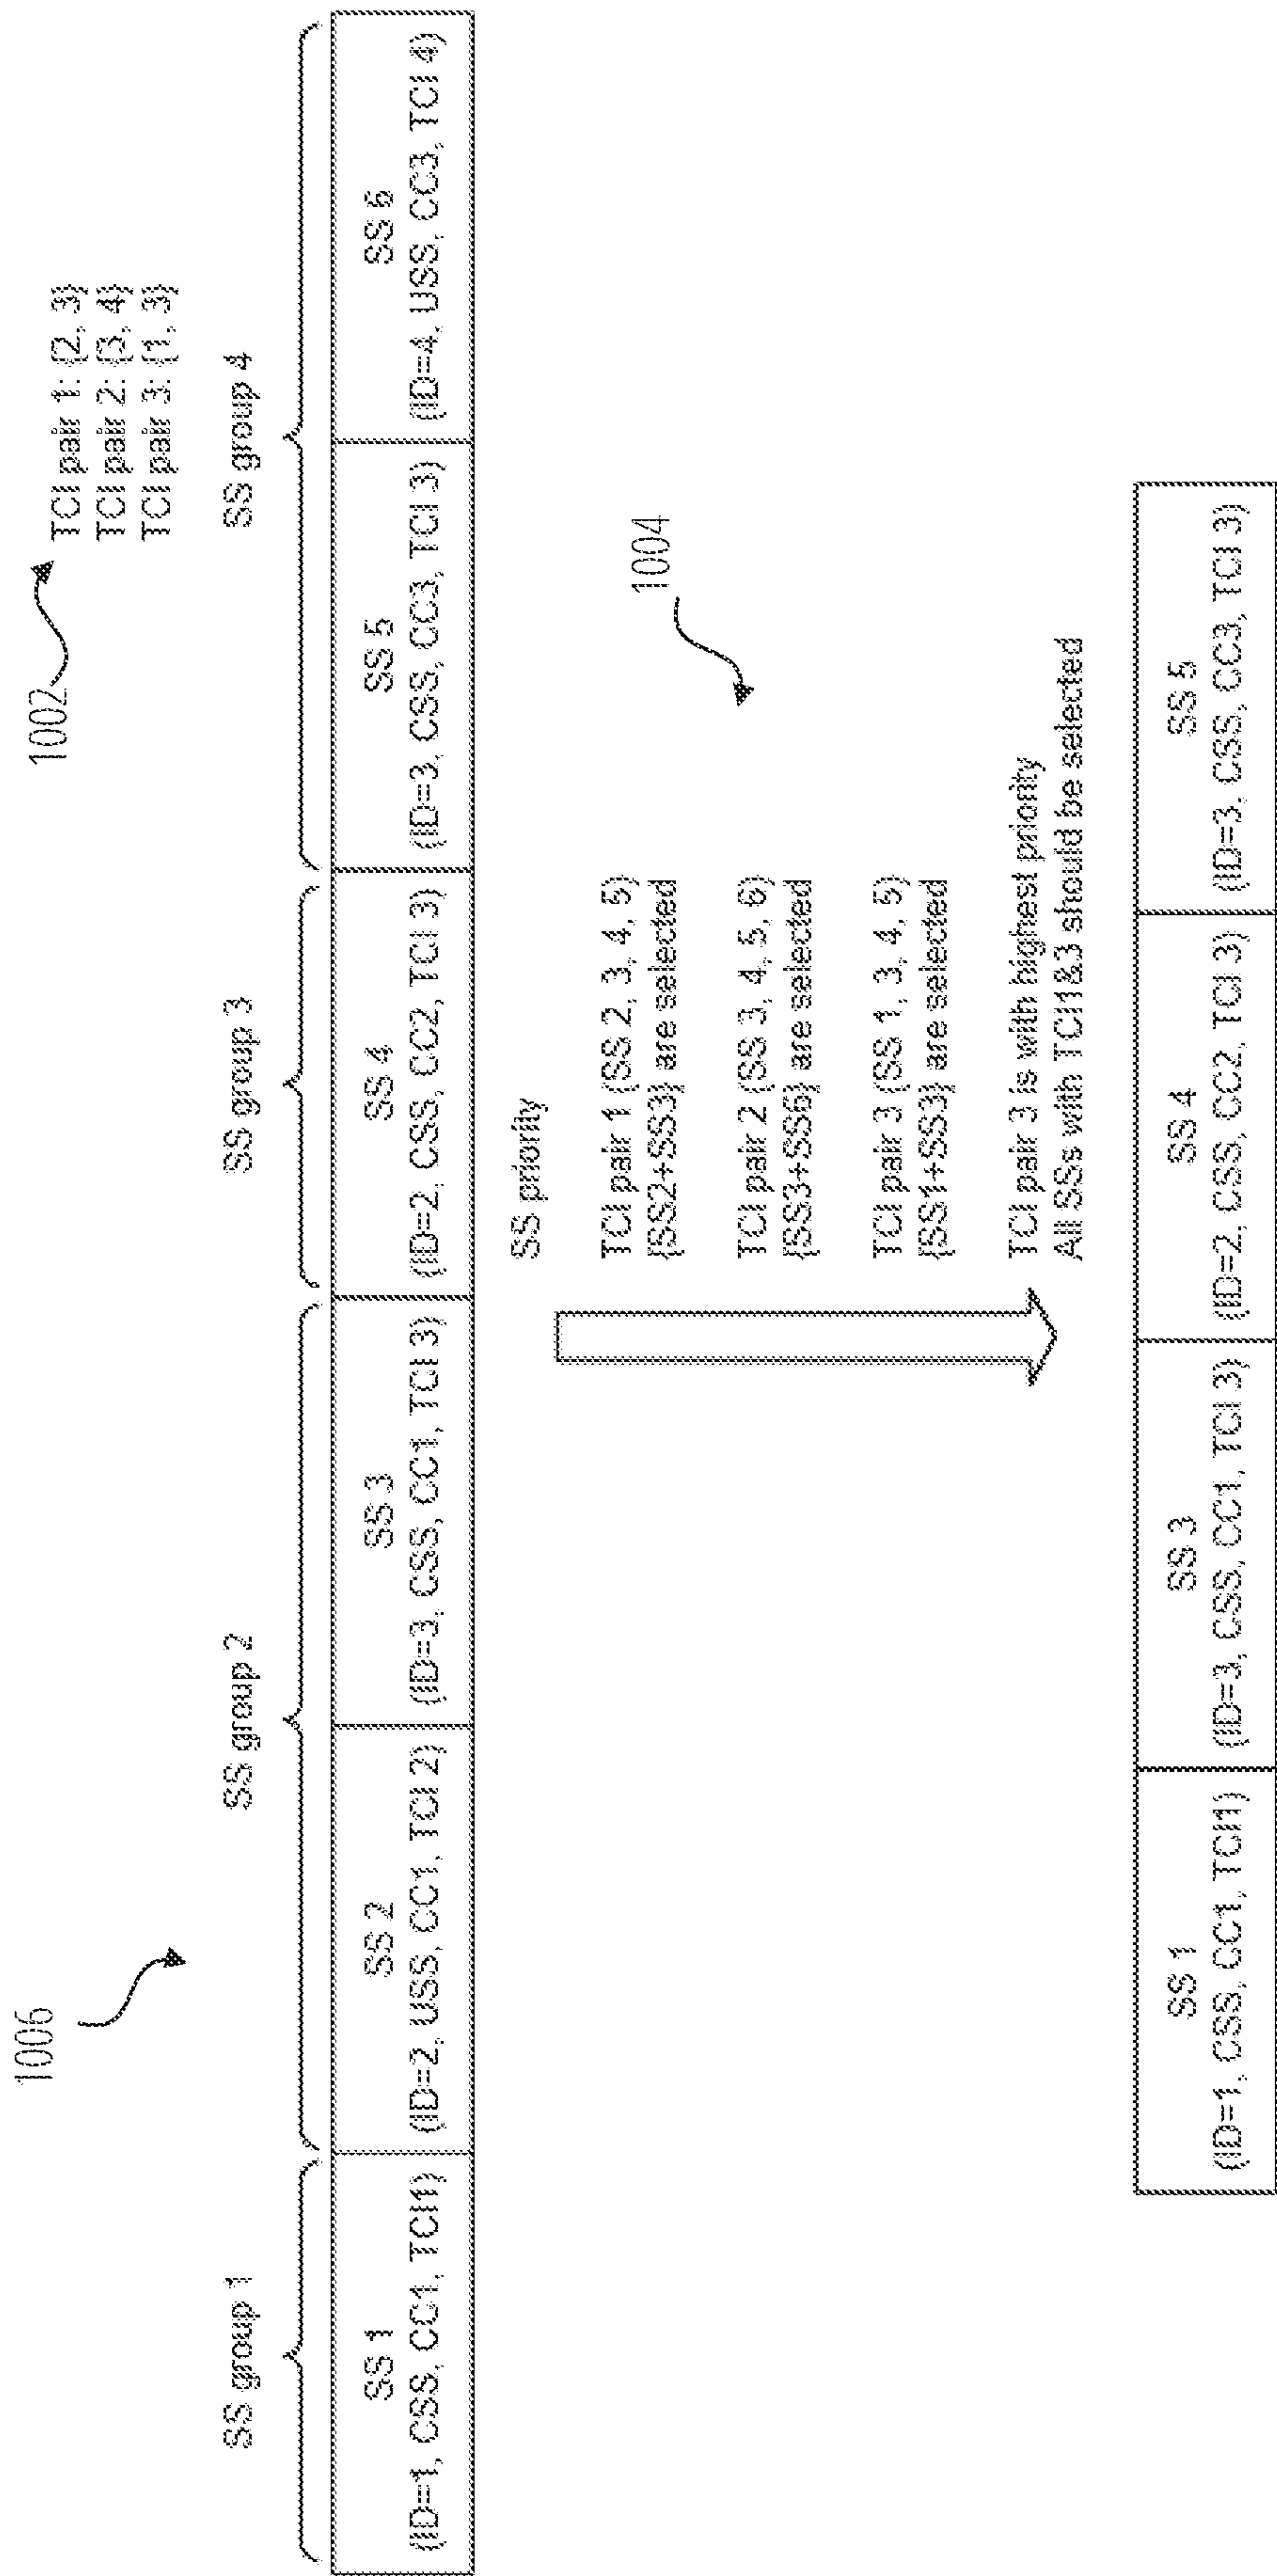 1002
TCI pair 1: {2, 3}
TCI pair 2: {3, 4}
TCI pair 3: {1, 3}
1006
SS group 1
SS group 2
SS group 3
SS group 4
SS 1
(ID=1, CSS, CC1, TCI1)
SS 2
(ID=2, USS, CC1, TCI 2)
SS 3
(ID=3, CSS, CC1, TCI 3)
SS 4
(ID=2, CSS, CC2, TCI 3)
SS 5
(ID=3, CSS, CC3, TCI 3)
SS 6
(ID=4, USS, CC3, TCI 4)
SS priority
1004
TCI pair 1 (SS 2, 3, 4, 5)
{SS2+SS3} are selected
TCI pair 2 (SS 3, 4, 5, 6)
{SS3+SS6} are selected
TCI pair 3 (SS 1, 3, 4, 5)
{SS1+SS3} are selected
TCI pair 3 is with highest priority
All SSs with TCI1&3 should be selected
SS 1
(ID=1, CSS, CC1, TCI1)
SS 3
(ID=3, CSS, CC1, TCI 3)
SS 4
(ID=2, CSS, CC2, TCI 3)
SS 5
(ID=3, CSS, CC3, TCI 3)